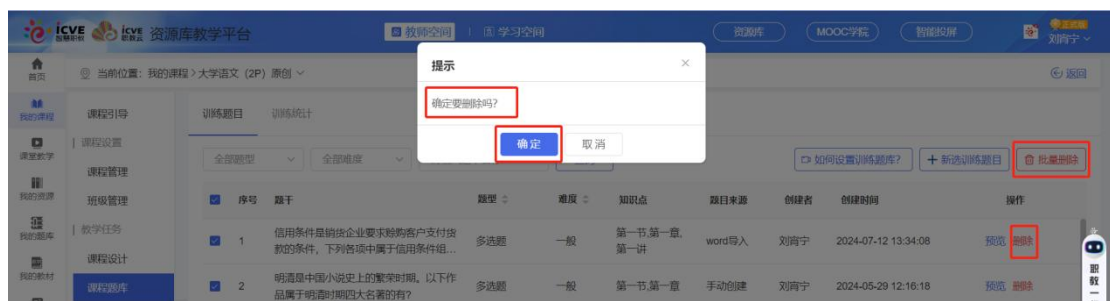 icve 智慧职教 icve 职教云 资源库教学平台 教师空间 学习空间 资源库 MOOC学院 智能投屏 正式版 刘宵宁
首页 当前位置：我的课程>大学语文（2P）原创 返回
提示
确定要删除吗?
确定 取消
我的课程
课堂教学
我的资源
我的题库
我的教材
课程引导
课程设置
课程管理
班级管理
教学任务
课程设计
课程题库
训练题目 训练统计
全部题型 全部难度 如何设置训练题库? 新选训练题目 批量删除
序号 题干 题型 难度 知识点 题目来源 创建者 创建时间 操作
1 信用条件是销货企业要求赊购客户支付货款的条件，下列各项中属于信用条件组... 多选题 一般 第一节,第一章,第一讲 word导入 刘宵宁 2024-07-12 13:34:08 预览 删除
2 明清是中国小说史上的繁荣时期。以下作品属于明清时期四大名著的有? 多选题 一般 第一节,第一章 手动创建 刘宵宁 2024-05-29 12:16:18 预览 删除
职教一